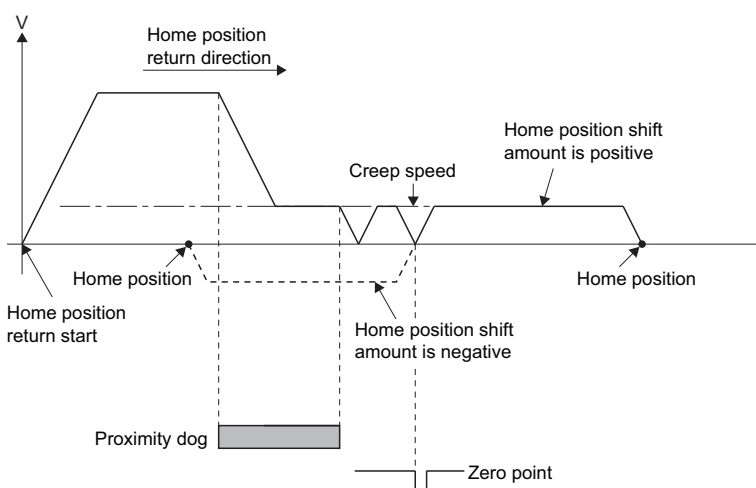 V
Home position
return direction
Home position shift
amount is positive
Creep speed
Home position
Home position
Home position
return start
Home position shift
amount is negative
Proximity dog
Zero point